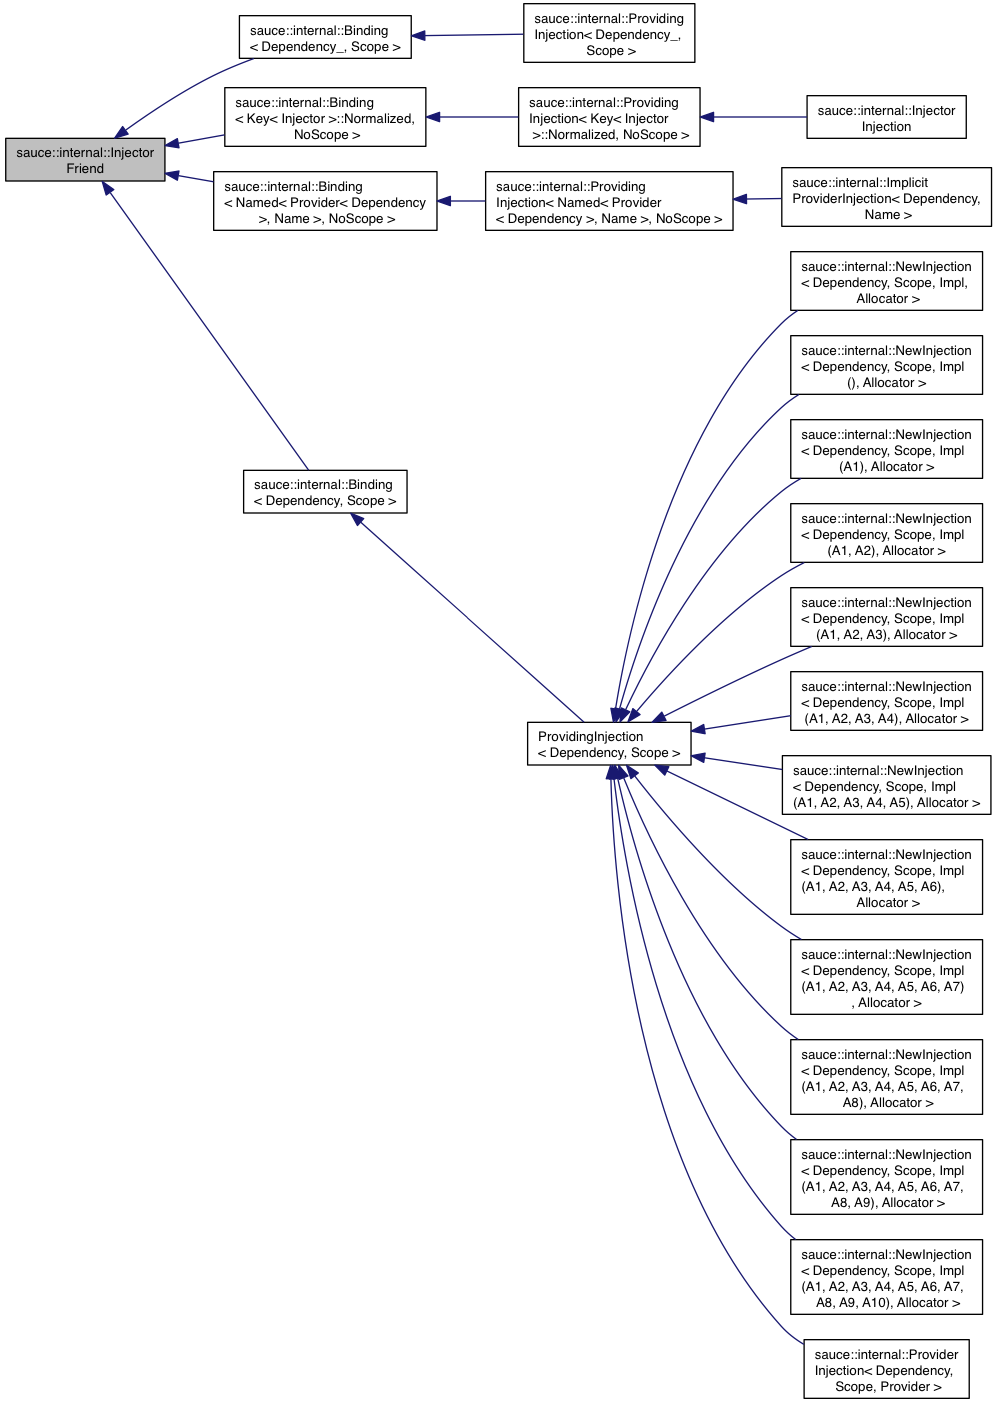 sauce::internal::Binding
< Dependency_, Scope >
sauce::internal::Providing
Injection< Dependency_,
Scope >
sauce::internal::Binding
< Key< Injector >::Normalized,
NoScope >
sauce::internal::Providing
Injection< Key< Injector
>::Normalized, NoScope >
sauce::internal::Injector
Injection
sauce::internal::Injector
Friend
sauce::internal::Binding
< Named< Provider< Dependency
>, Name >, NoScope >
sauce::internal::Providing
Injection< Named< Provider
< Dependency >, Name >, NoScope >
sauce::internal::Implicit
ProviderInjection< Dependency,
Name >
sauce::internal::NewInjection
< Dependency, Scope, Impl,
Allocator >
sauce::internal::NewInjection
< Dependency, Scope, Impl
(), Allocator >
sauce::internal::NewInjection
< Dependency, Scope, Impl
(A1), Allocator >
sauce::internal::Binding
< Dependency, Scope >
sauce::internal::NewInjection
< Dependency, Scope, Impl
(A1, A2), Allocator >
sauce::internal::NewInjection
< Dependency, Scope, Impl
(A1, A2, A3), Allocator >
sauce::internal::NewInjection
< Dependency, Scope, Impl
(A1, A2, A3, A4), Allocator >
ProvidingInjection
< Dependency, Scope >
sauce::internal::NewInjection
< Dependency, Scope, Impl
(A1, A2, A3, A4, A5), Allocator >
sauce::internal::NewInjection
< Dependency, Scope, Impl
(A1, A2, A3, A4, A5, A6),
Allocator >
sauce::internal::NewInjection
< Dependency, Scope, Impl
(A1, A2, A3, A4, A5, A6, A7)
, Allocator >
sauce::internal::NewInjection
< Dependency, Scope, Impl
(A1, A2, A3, A4, A5, A6, A7,
A8), Allocator >
sauce::internal::NewInjection
< Dependency, Scope, Impl
(A1, A2, A3, A4, A5, A6, A7,
A8, A9), Allocator >
sauce::internal::NewInjection
< Dependency, Scope, Impl
(A1, A2, A3, A4, A5, A6, A7,
A8, A9, A10), Allocator >
sauce::internal::Provider
Injection< Dependency,
Scope, Provider >